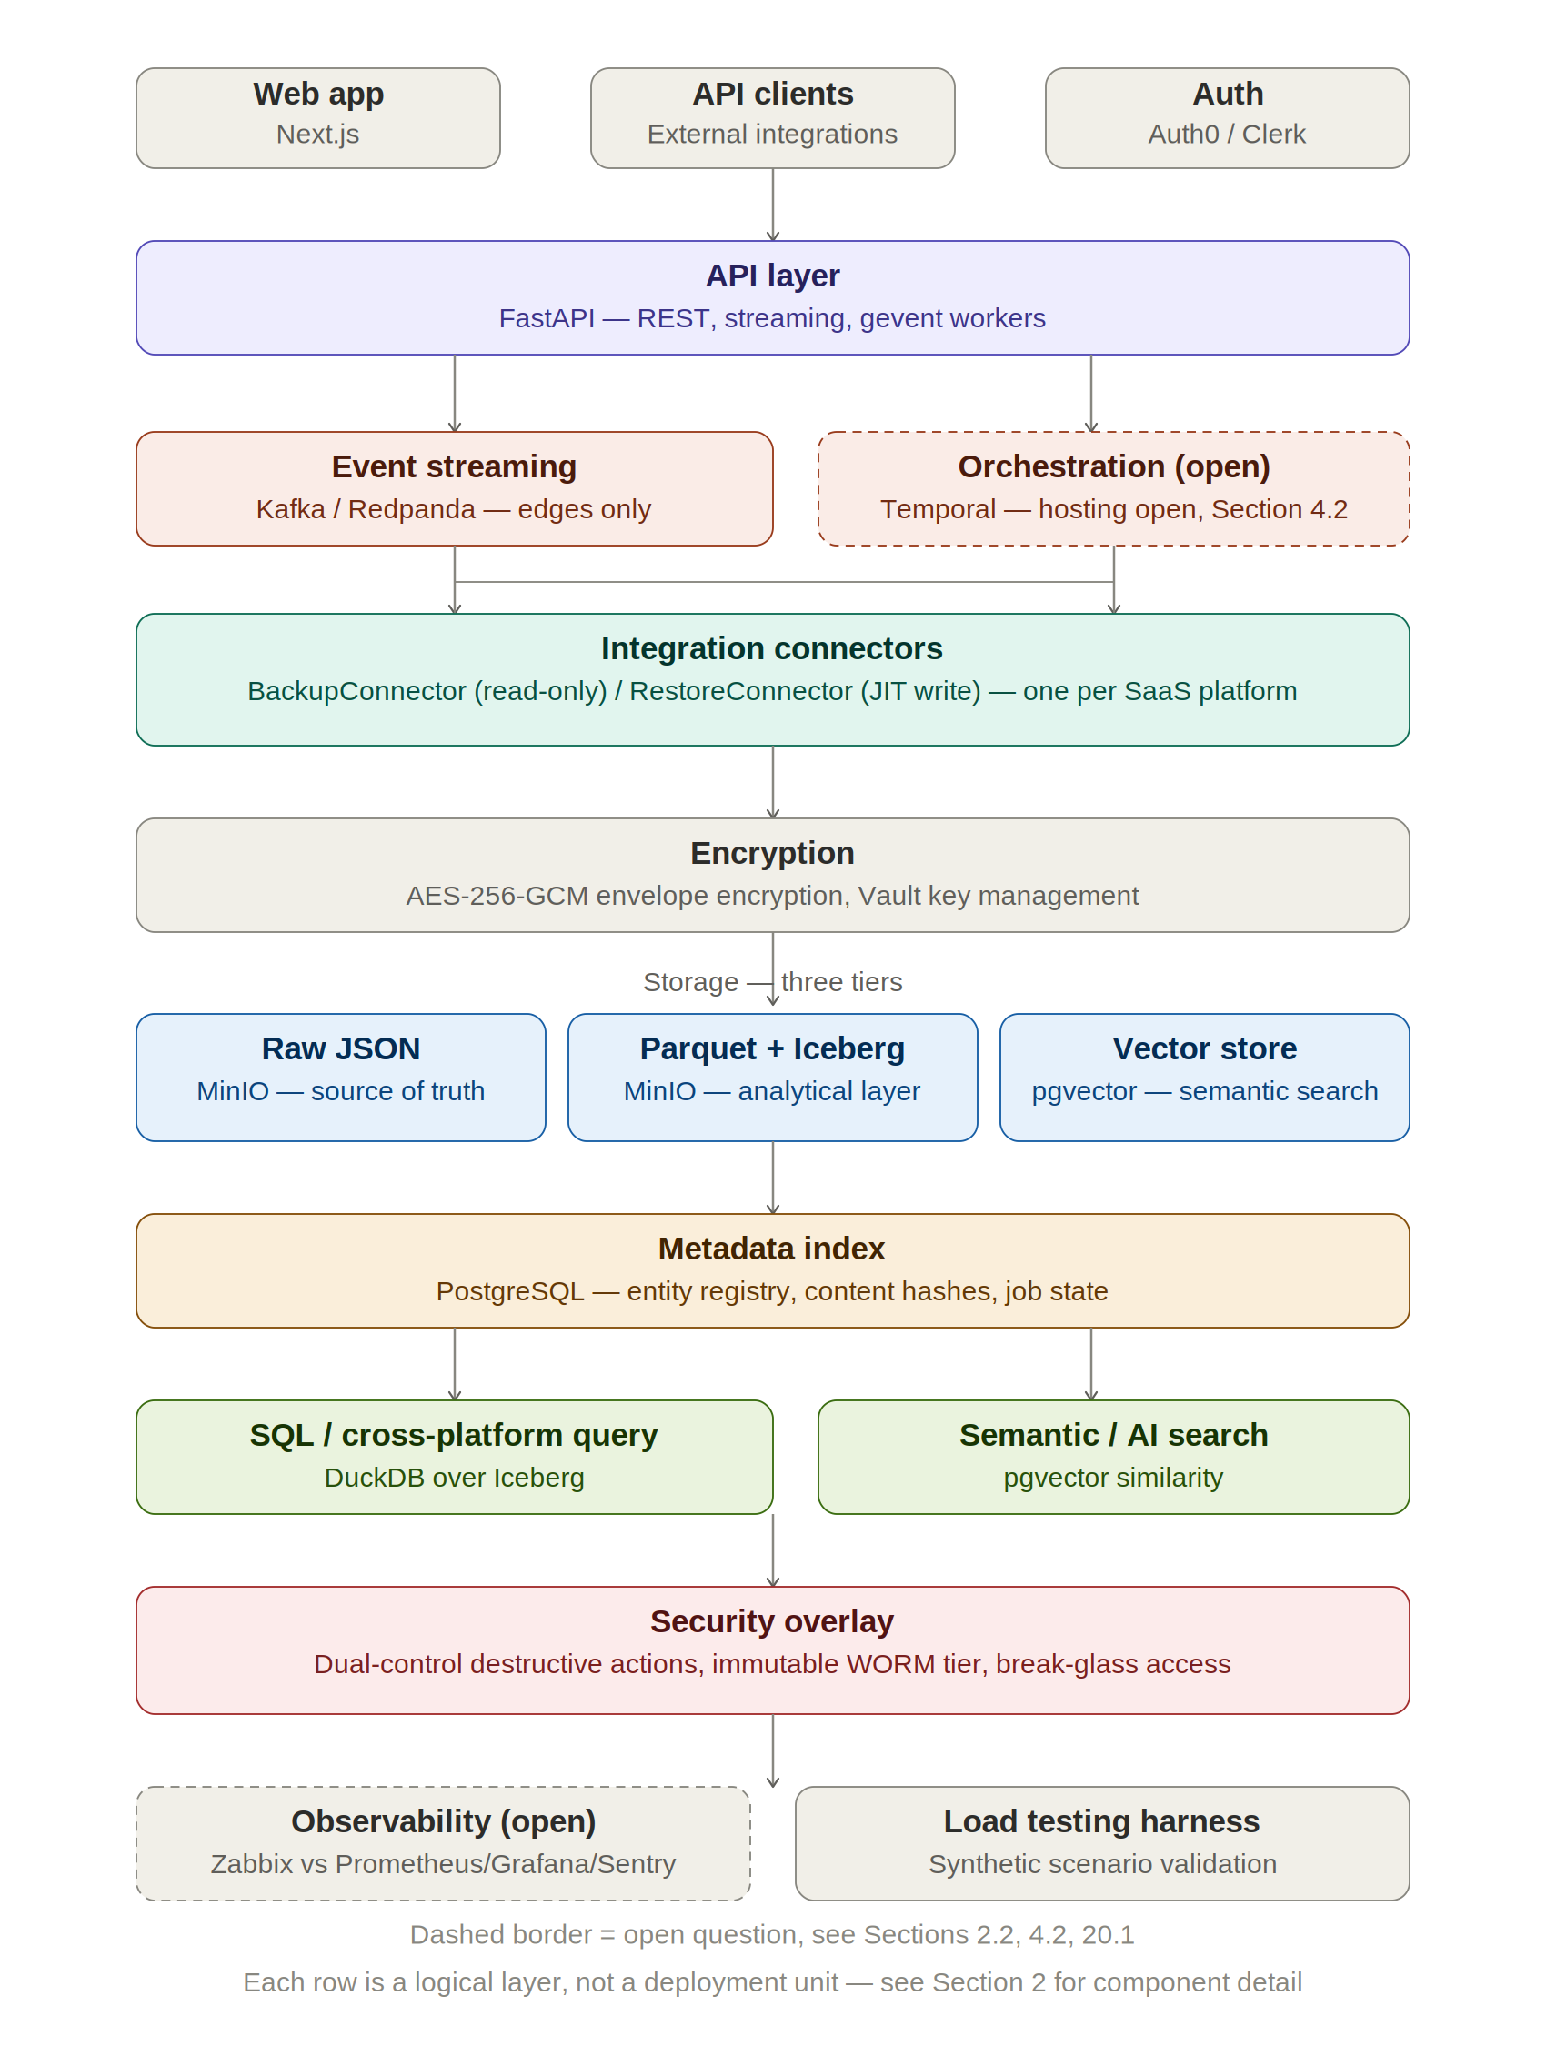 Web app
Next.js
API clients
External integrations
Auth
Auth0 / Clerk
API layer
FastAPI — REST, streaming, gevent workers
Event streaming
Kafka / Redpanda — edges only
Orchestration (open)
Temporal — hosting open, Section 4.2
Integration connectors
BackupConnector (read-only) / RestoreConnector (JIT write) — one per SaaS platform
Encryption
AES-256-GCM envelope encryption, Vault key management
Storage — three tiers
Raw JSON
MinIO — source of truth
Parquet + Iceberg
MinIO — analytical layer
Vector store
pgvector — semantic search
Metadata index
PostgreSQL — entity registry, content hashes, job state
SQL / cross-platform query
DuckDB over Iceberg
Semantic / AI search
pgvector similarity
Security overlay
Dual-control destructive actions, immutable WORM tier, break-glass access
Observability (open)
Zabbix vs Prometheus/Grafana/Sentry
Load testing harness
Synthetic scenario validation
Dashed border = open question, see Sections 2.2, 4.2, 20.1
Each row is a logical layer, not a deployment unit — see Section 2 for component detail